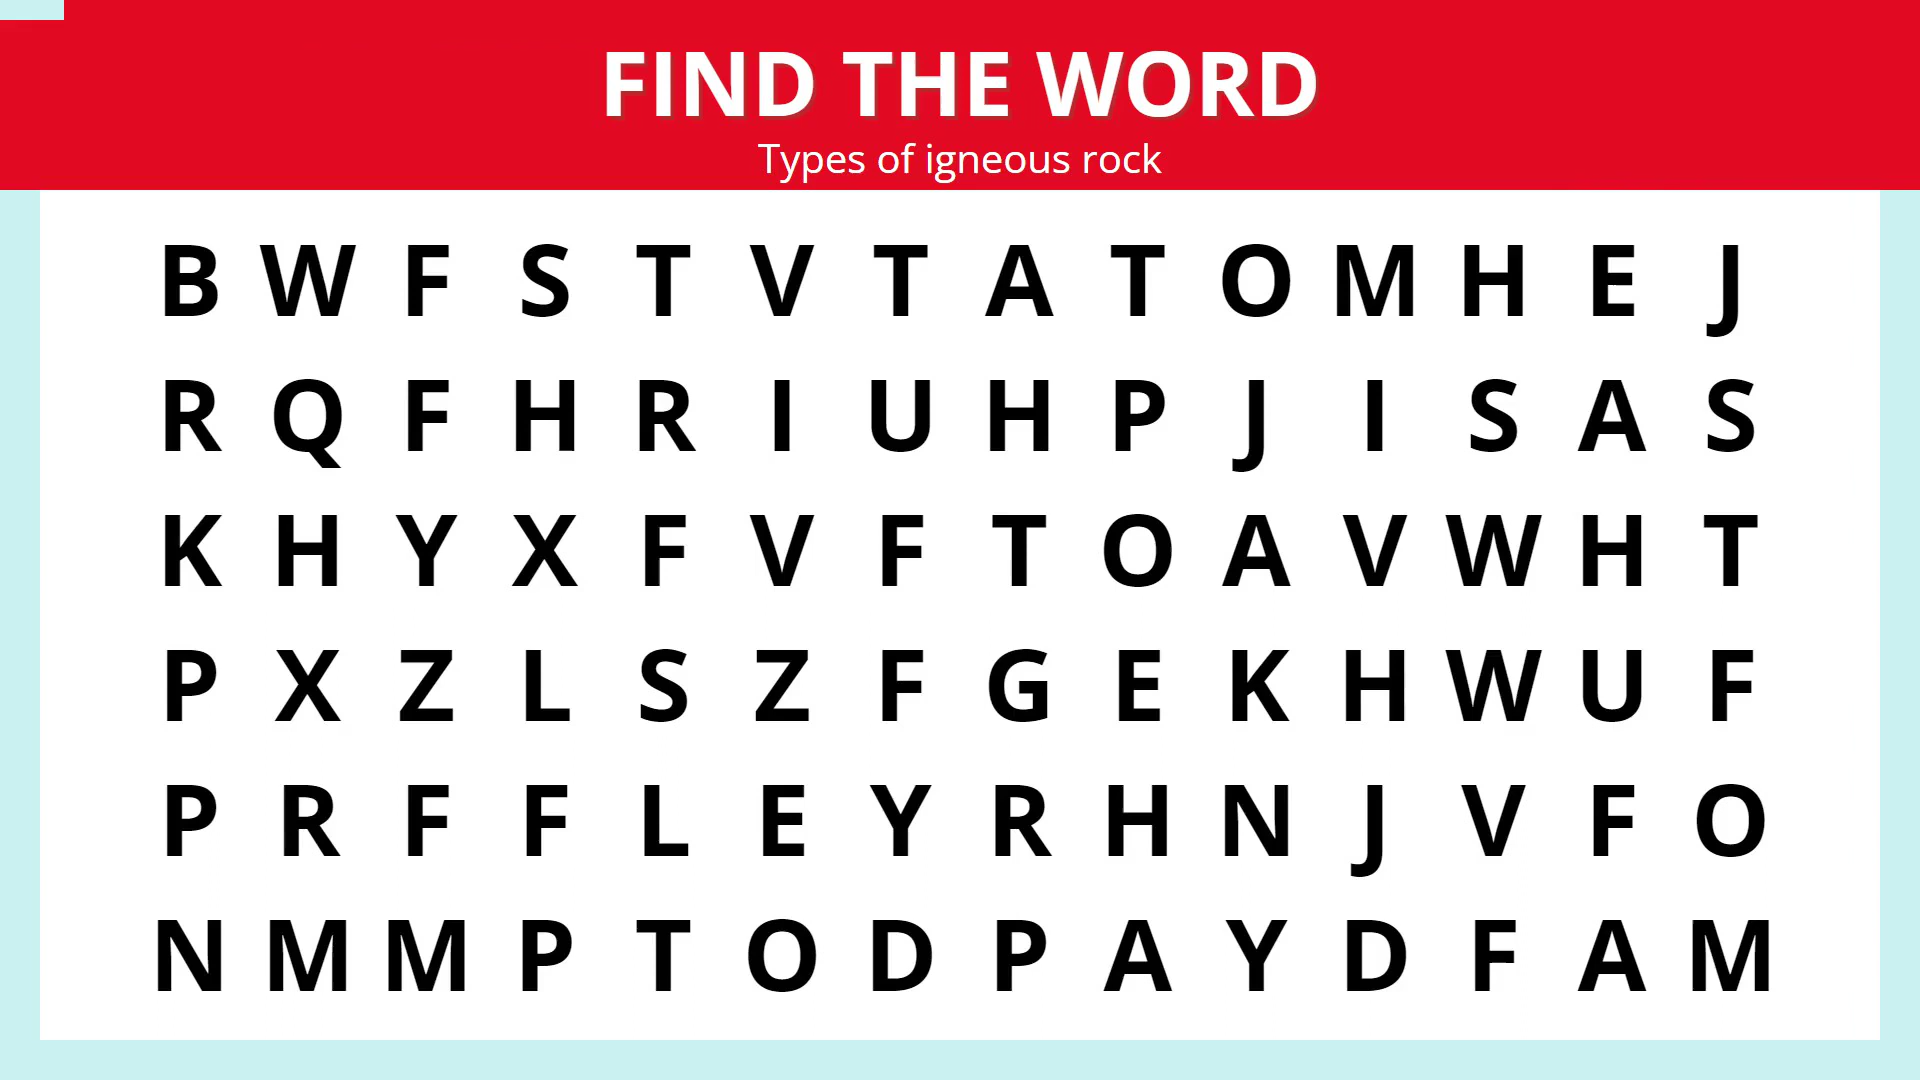 FIND THE WORD
Types of igneous rock
B W F S T V T A T O M H E J
R Q F H R I U H P J I S A S
K H Y X F V F T O A V W H T
P X Z L S Z F G E K H W U F
P R F F L E Y R H N J V F O
N M M P T O D P A Y D F A M